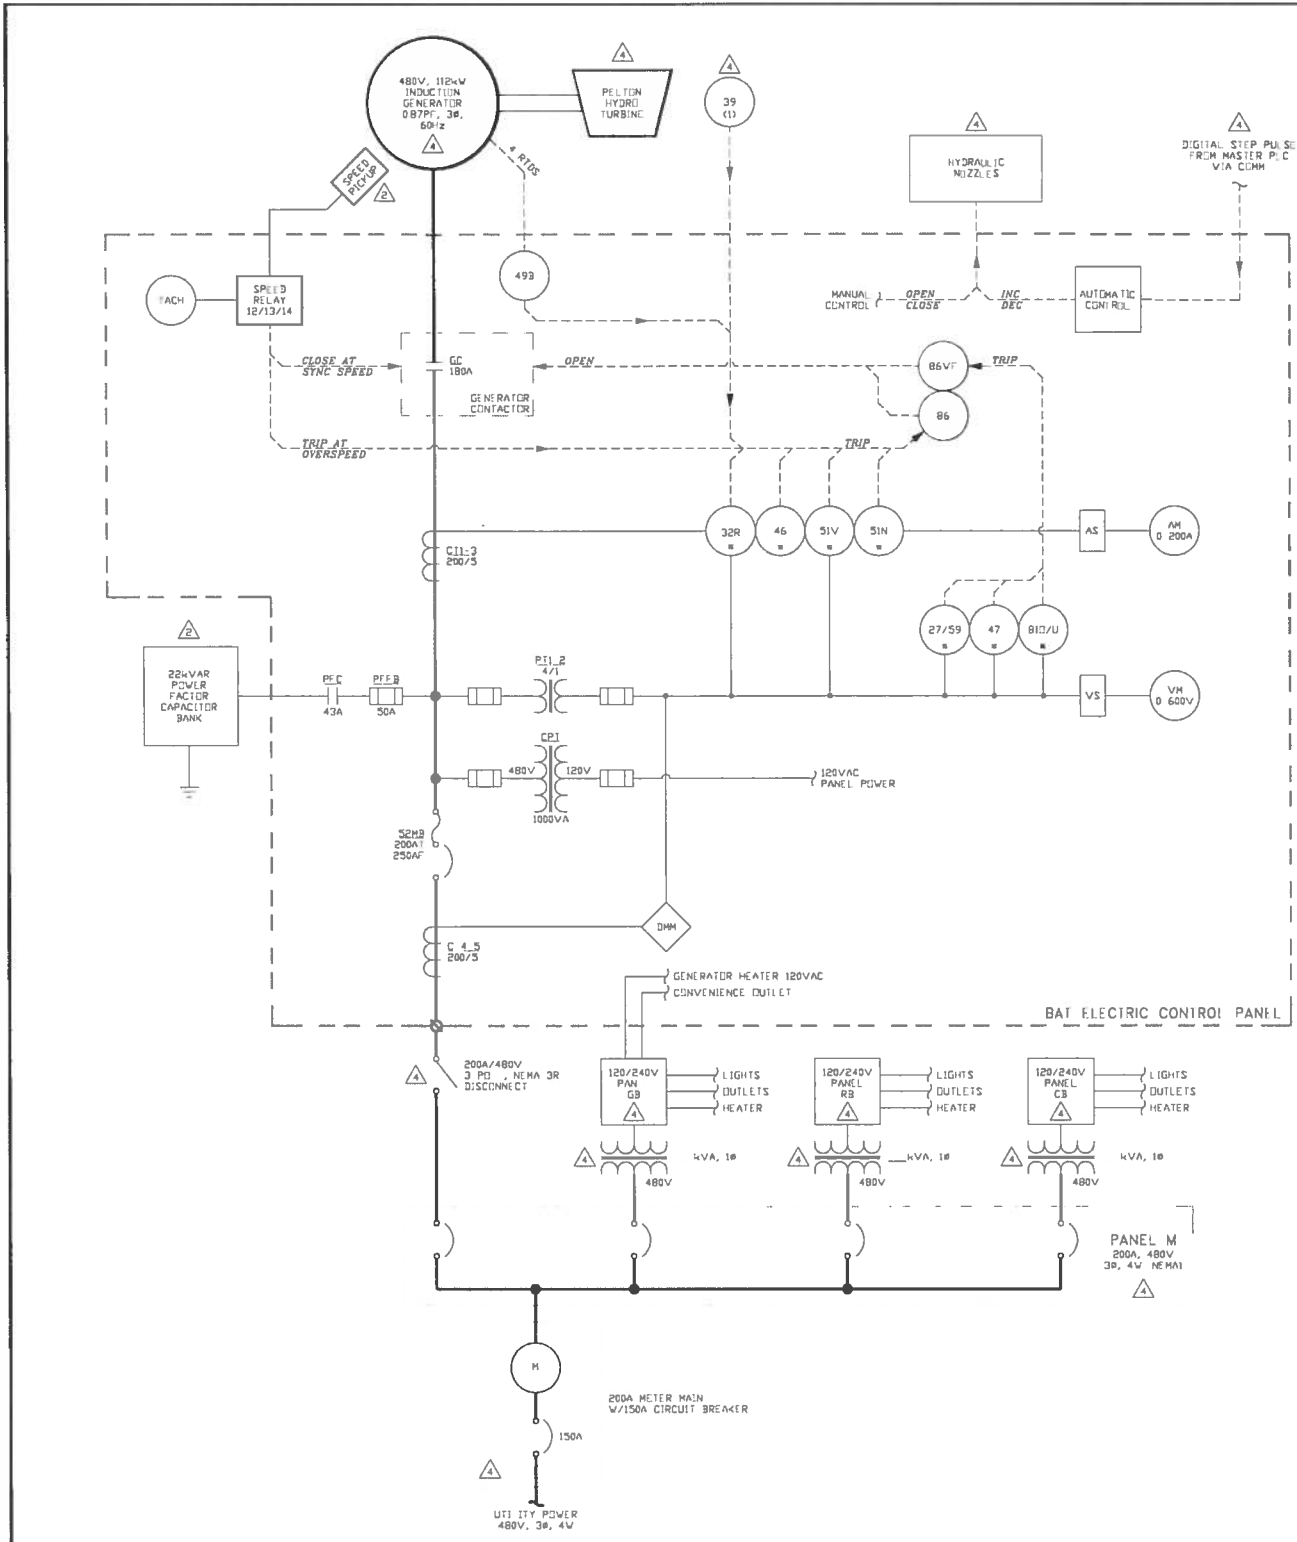 480V, 112kW
INDUCTION
GENERATOR
0.87PF, 3ø,
60Hz
4
PELTON
HYDRO
TURBINE
4
39
(1)
4
HYDRAULIC
NOZZLES
4
DIGITAL STEP PULSE
FROM MASTER PLC
VIA COMM
4
SPEED
PICKUP
2
4 RTDS
49B
TACH
SPEED
RELAY
12/13/14
MANUAL
CONTROL
OPEN
CLOSE
INC
DEC
AUTOMATIC
CONTROL
CLOSE AT
SYNC SPEED
GC
180A
GENERATOR
CONTACTOR
OPEN
86VF
TRIP
86
TRIP AT
OVERSPEED
TRIP
32R
*
46
*
51V
*
51N
*
AS
AM
0 200A
CT1-3
200/5
27/59
*
47
*
81O/U
*
2
22kVAR
POWER
FACTOR
CAPACITOR
BANK
PFC
43A
PFFB
50A
PT1_2
4/1
VS
VM
0 600V
CPT
480V
120V
1000VA
120VAC
PANEL POWER
52MB
200AT
250AF
DMM
C 4_5
200/5
GENERATOR HEATER 120VAC
CONVENIENCE OUTLET
BAT ELECTRIC CONTROL PANEL
4
200A/480V
3 PO , NEMA 3R
DISCONNECT
120/240V
PAN
GB
4
LIGHTS
OUTLETS
HEATER
120/240V
PANEL
RB
4
LIGHTS
OUTLETS
HEATER
120/240V
PANEL
CB
4
LIGHTS
OUTLETS
HEATER
4
kVA, 1ø
480V
4
__kVA, 1ø
480V
4
kVA, 1ø
480V
PANEL M
200A, 480V
3ø, 4W NEMA1
4
M
200A METER MAIN
W/150A CIRCUIT BREAKER
150A
4
UTI ITY POWER
480V, 3ø, 4W